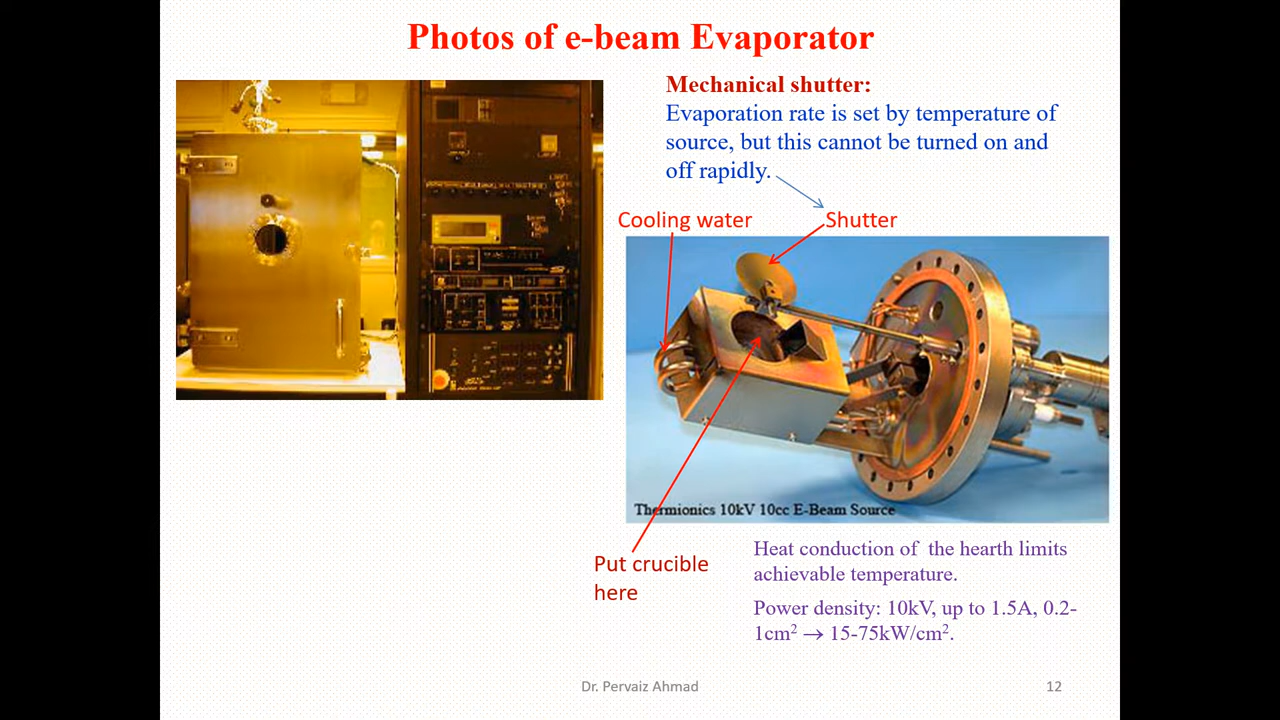 Photos of e-beam Evaporator
Mechanical shutter:
Evaporation rate is set by temperature of
source, but this cannot be turned on and
off rapidly.
Cooling water
Shutter
Thermionics 10kV 10cc E-Beam Source
Put crucible
here
Heat conduction of the hearth limits
achievable temperature.
Power density: 10kV, up to 1.5A, 0.2-
1cm² → 15-75kW/cm².
Dr. Pervaiz Ahmad
12